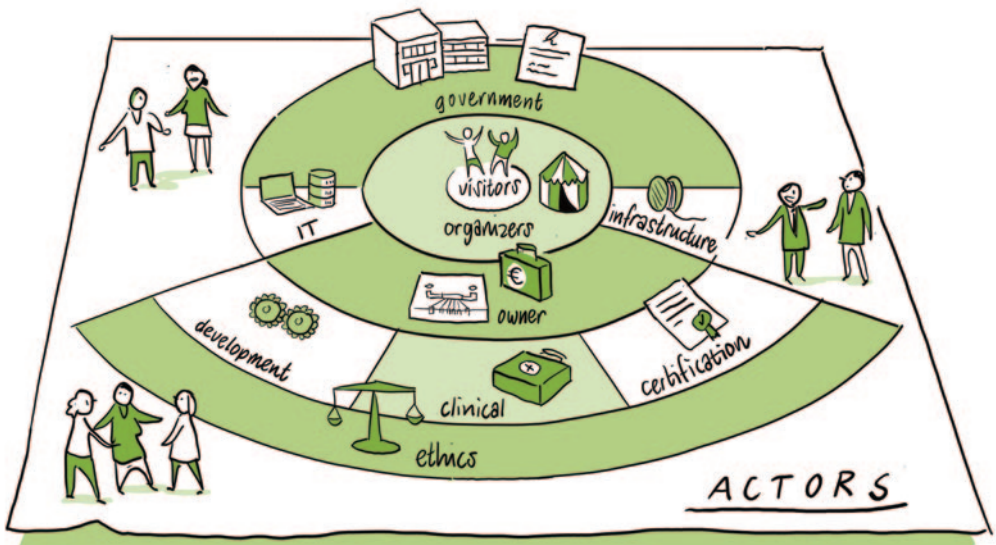 government
visitors
IT
organizers
infrastructure
€
owner
development
clinical
certification
ethics
ACTORS